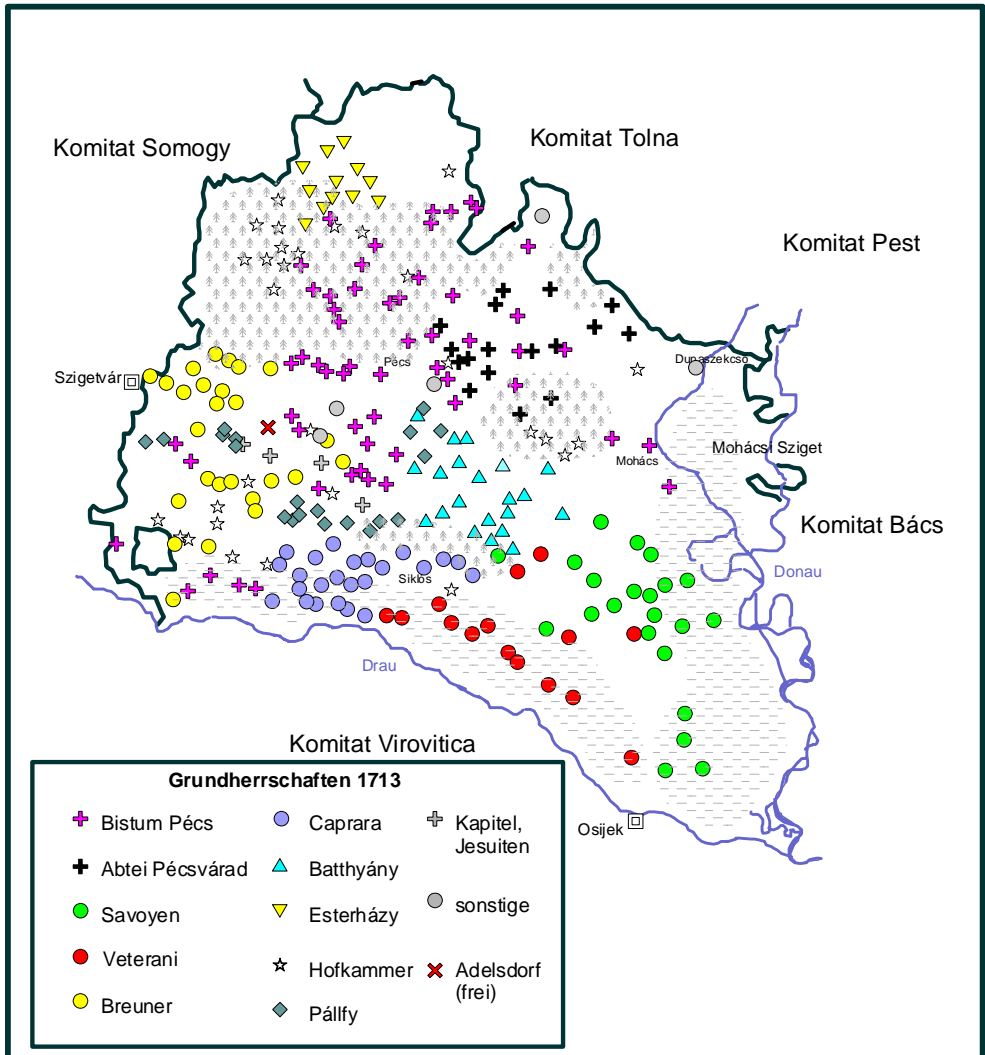 Komitat Somogy
Komitat Tolna
Komitat Pest
Dunaszekcső
Pécs
Szigetvár
Mohácsi Sziget
Mohács
Komitat Bács
Donau
Siklós
Drau
Komitat Virovitica
Osijek
Grundherrschaften 1713
Bistum Pécs
Abtei Pécsvárad
Savoyen
Veterani
Breuner
Caprara
Batthyány
Esterházy
Hofkammer
Pállfy
Kapitel,
Jesuiten
sonstige
Adelsdorf
(frei)